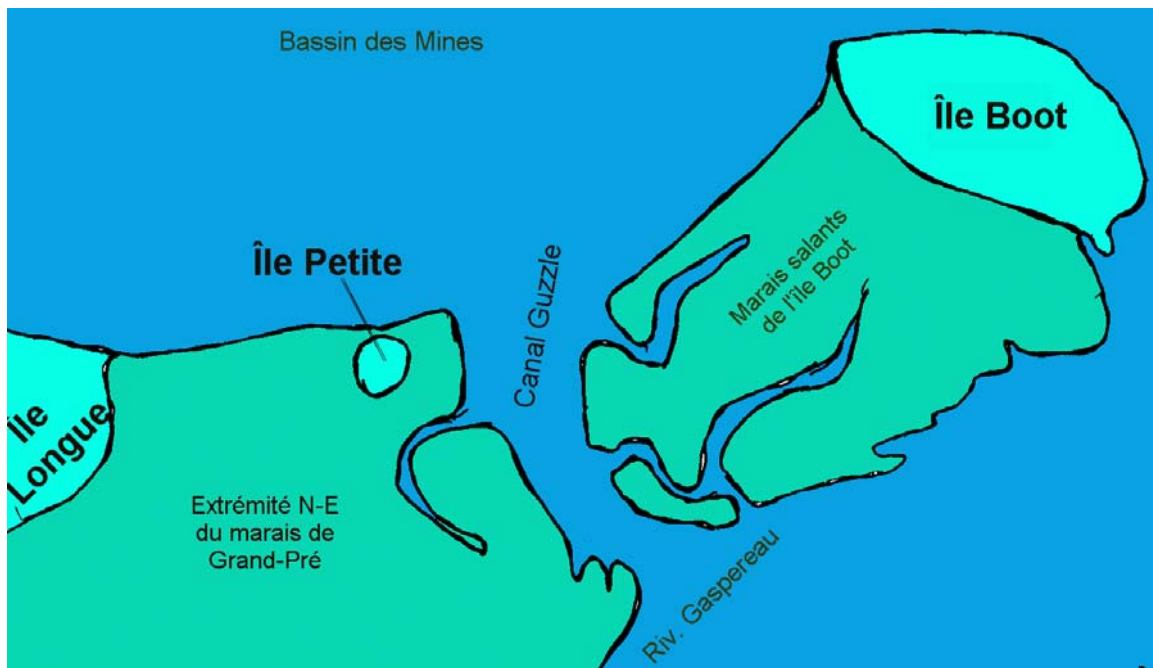 Bassin des Mines
Île Boot
Île Petite
Canal Guzzle
Marais salants
de l'île Boot
Île
Longue
Extrémité N-E
du marais de
Grand-Pré
Riv. Gaspereau